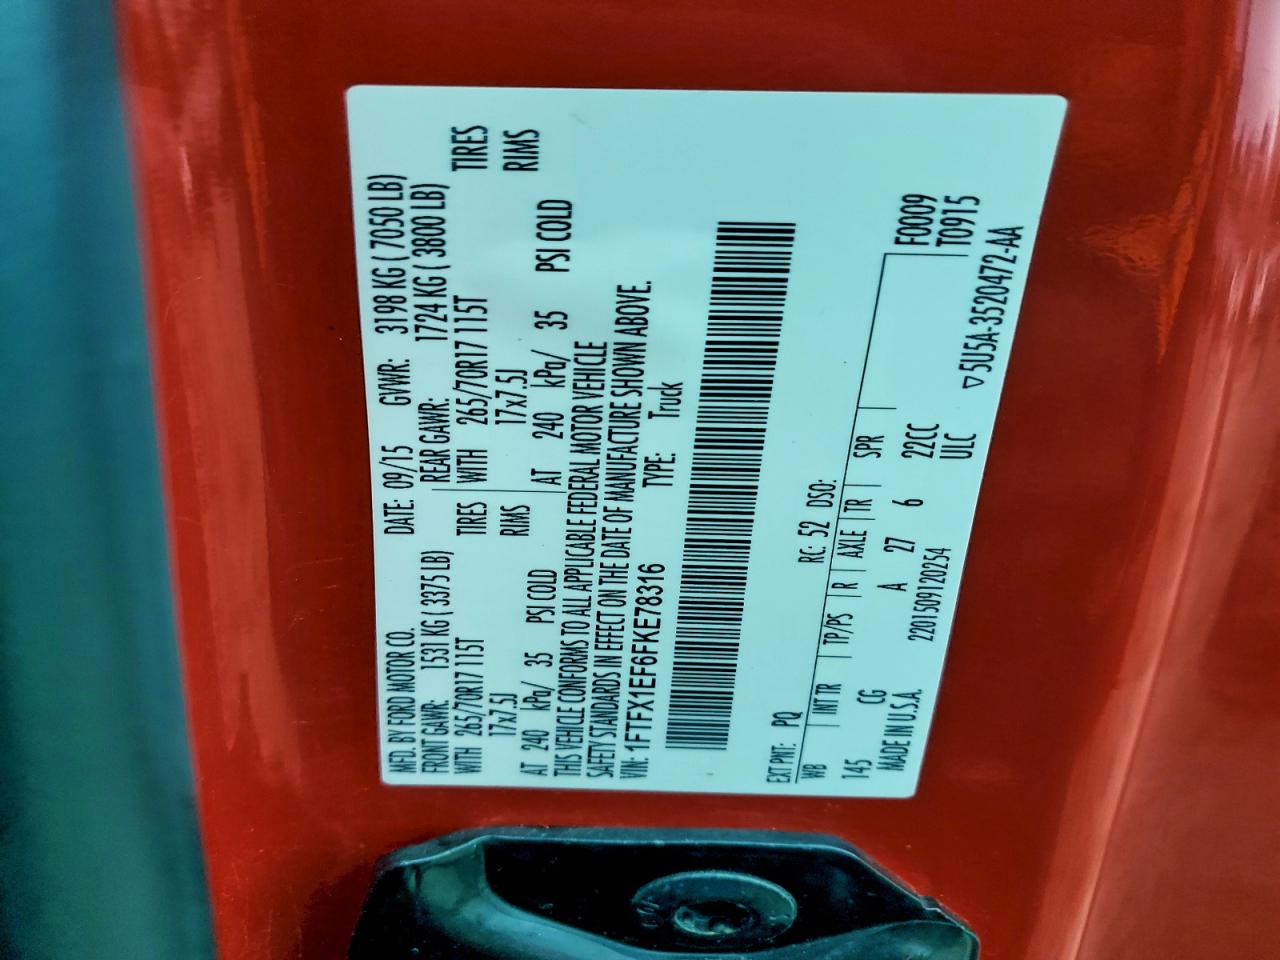 MFD. BY FORD MOTOR CO. DATE: 09/15 GVWR: 3198 KG ( 7050 LB)
FRONT GAWR: 1531 KG ( 3375 LB) REAR GAWR: 1724 KG ( 3800 LB)
WITH 265/70R17 115T TIRES WITH 265/70R17 115T TIRES
17x7.5J RIMS 17x7.5J RIMS
AT 240 kPa/ 35 PSI COLD AT 240 kPa/ 35 PSI COLD
THIS VEHICLE CONFORMS TO ALL APPLICABLE FEDERAL MOTOR VEHICLE
SAFETY STANDARDS IN EFFECT ON THE DATE OF MANUFACTURE SHOWN ABOVE.
VIN: 1FTFX1EF6FKE78316 TYPE: Truck
EXT PNT: PQ RC: 52 DSO: F0009
WB INT TR TP/PS R AXLE TR SPR T0915
145 CG A 27 6 22CC
MADE IN U.S.A. 2201509120254 ULC ▽5U5A-3520472-AA